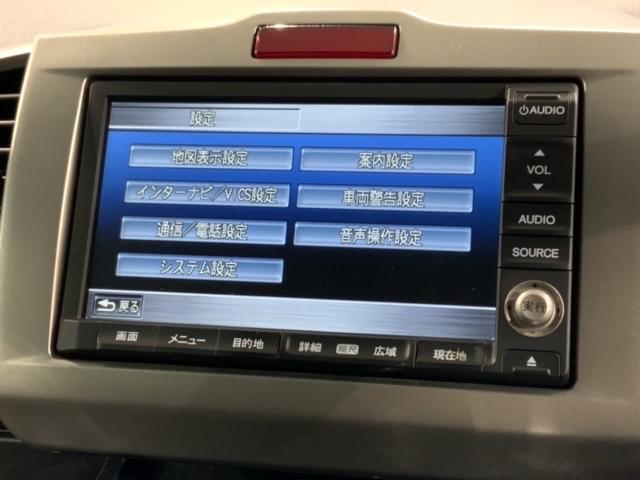 設定
地図表示設定
案内設定
インターナビ/VICS設定
車両警告設定
通信/電話設定
音声操作設定
システム設定
戻る
AUDIO
VOL
AUDIO
SOURCE
実行
画面
メニュー
目的地
詳細
縮尺
広域
現在地